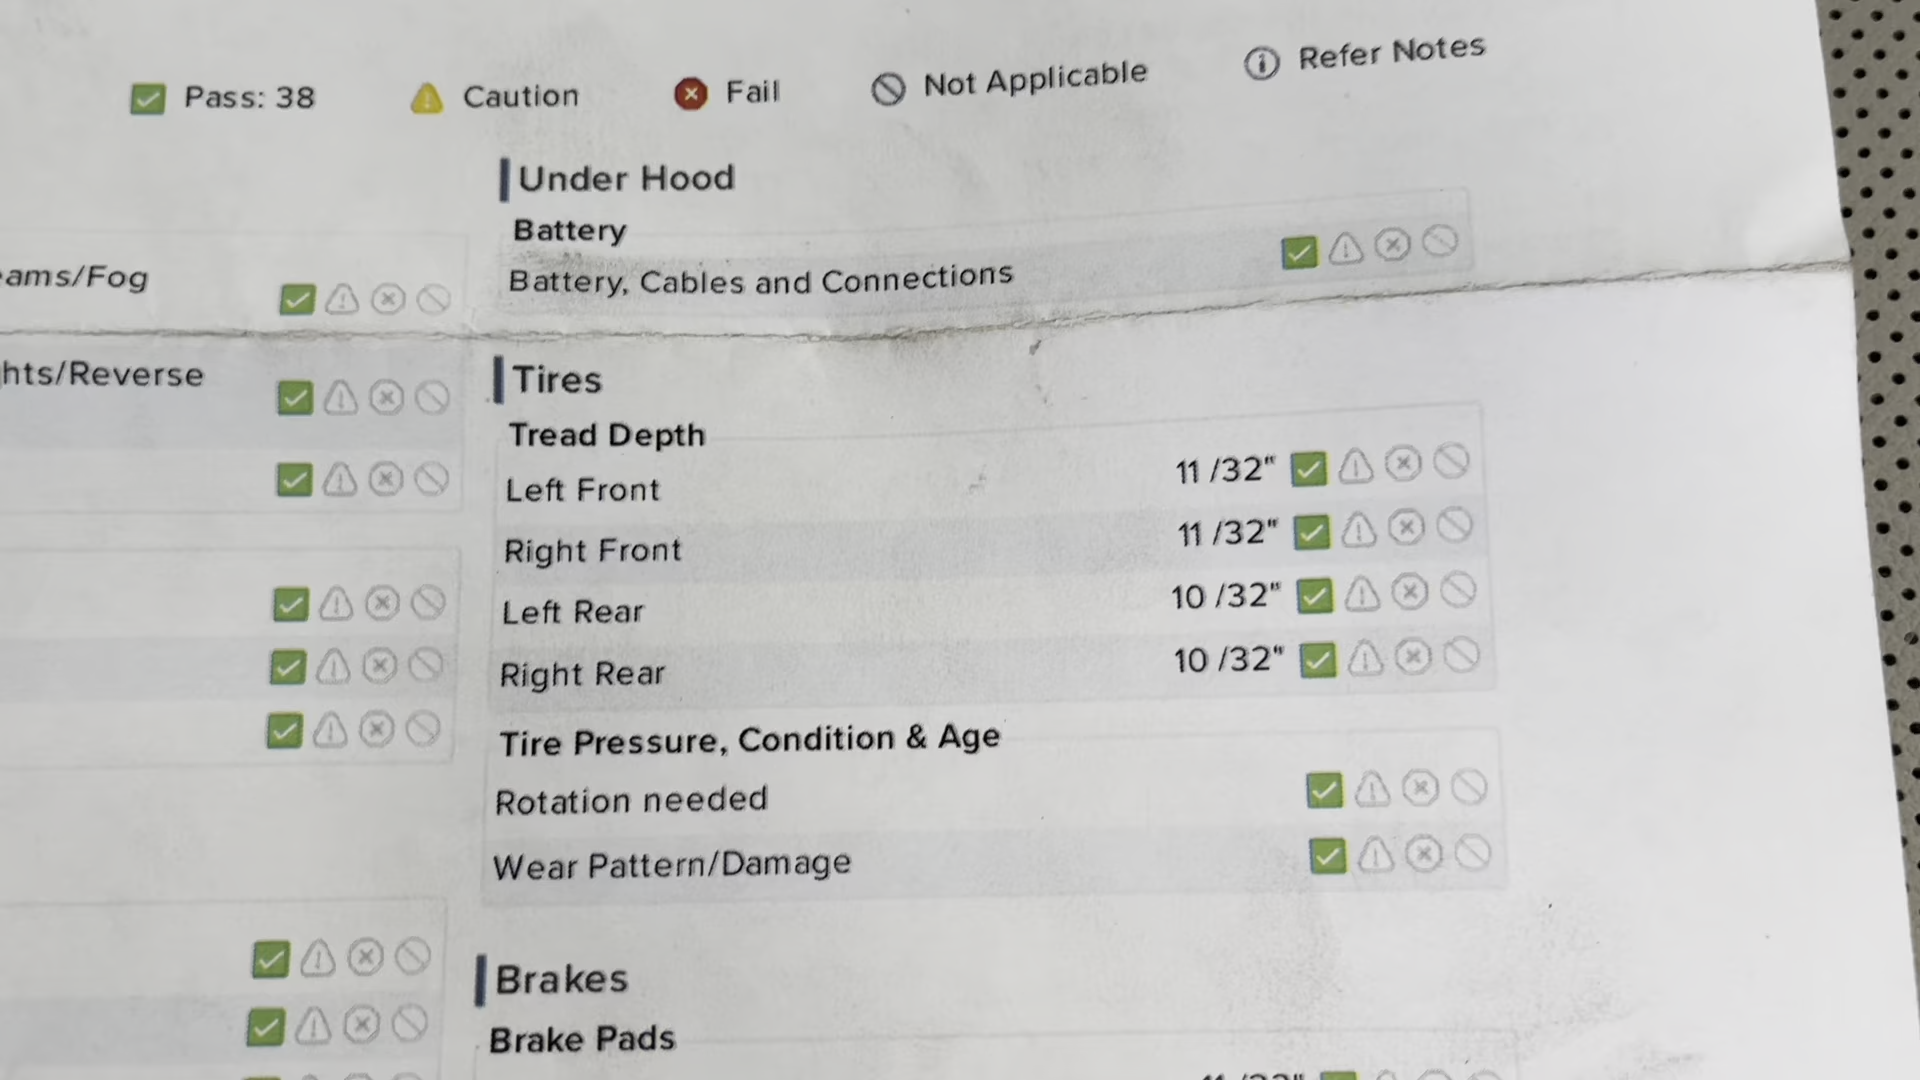 Pass: 38 Caution Fail Not Applicable Refer Notes
Under Hood
Battery
Battery, Cables and Connections
/Fog
/Reverse
Tires
Tread Depth
Left Front 11 /32"
Right Front 11 /32"
Left Rear 10 /32"
Right Rear 10 /32"
Tire Pressure, Condition & Age
Rotation needed
Wear Pattern/Damage
Brakes
Brake Pads